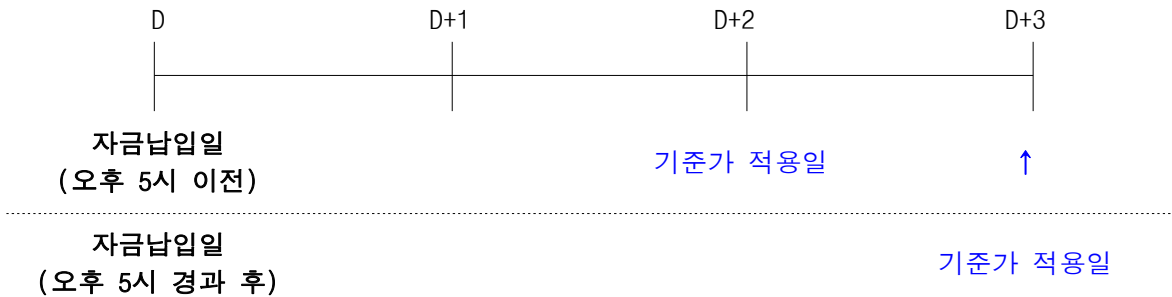 D D+1 D+2 D+3
자금납입일
(오후 5시 이전)
기준가 적용일 ↑
자금납입일
(오후 5시 경과 후)
기준가 적용일